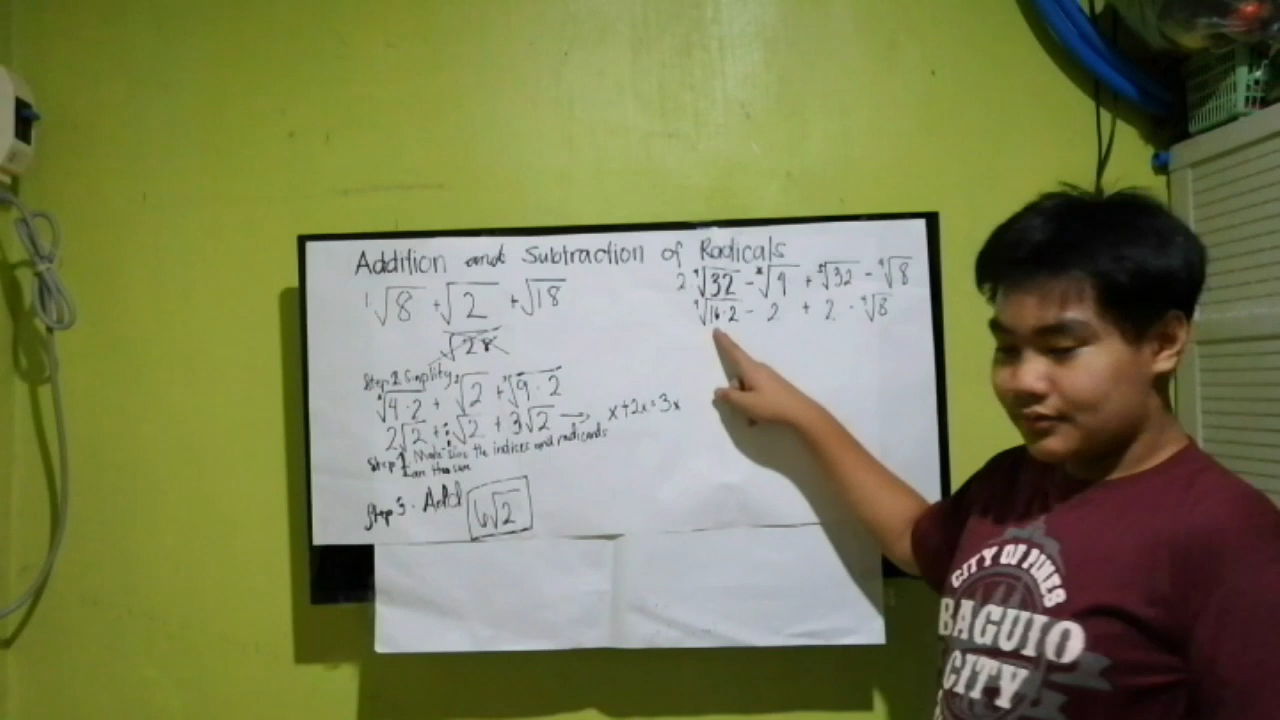 Addition and Subtraction of Radicals
1. √8 + √2 + √18
√28
Step 2 Simplify
√4·2 + ²√2 + ²√9·2
2√2 + √2 + 3√2 → x+2x=3x
Step 1 Make sure the indices and radicands
are the same
Step 3. Add 6√2
2. ⁴√32 - + ⁵√32 - ⁴√8
⁴√16·2 - 2 + 2 - ⁴√8
CITY OF PINES
BAGUIO
CITY